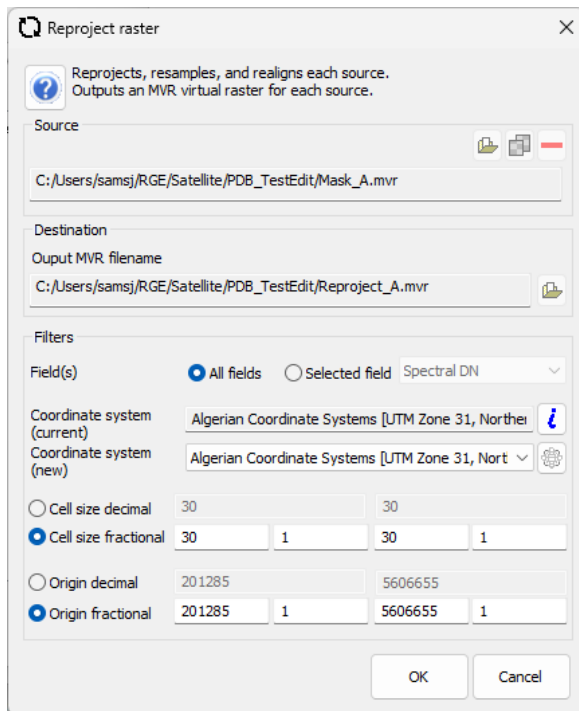 Reproject raster
Reprojects, resamples, and realigns each source.
Outputs an MVR virtual raster for each source.
Source
C:/Users/samsj/RGE/Satellite/PDB_TestEdit/Mask_A.mvr
Destination
Ouput MVR filename
C:/Users/samsj/RGE/Satellite/PDB_TestEdit/Reproject_A.mvr
Filters
Field(s) All fields Selected field Spectral DN
Coordinate system
(current)
Algerian Coordinate Systems [UTM Zone 31, Norther
Coordinate system
(new)
Algerian Coordinate Systems [UTM Zone 31, Nort
Cell size decimal 30 30
Cell size fractional 30 1 30 1
Origin decimal 201285 5606655
Origin fractional 201285 1 5606655 1
OK Cancel